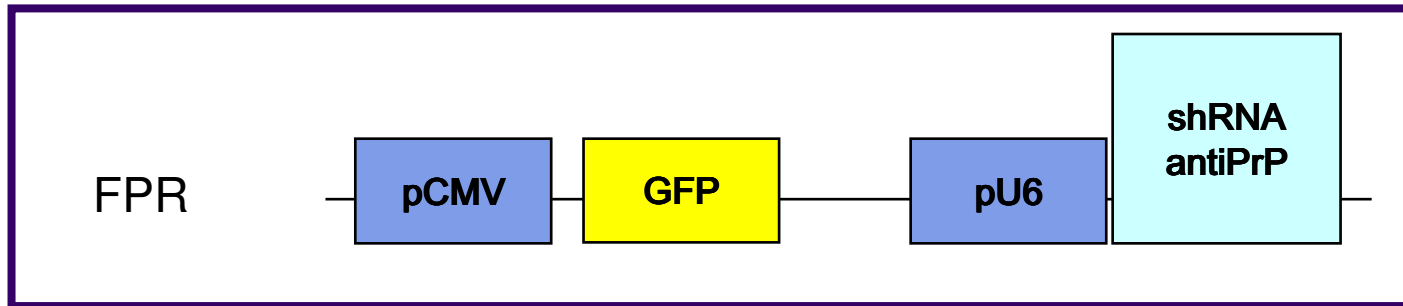 FPR
pCMV
GFP
pU6
shRNA
antiPrP